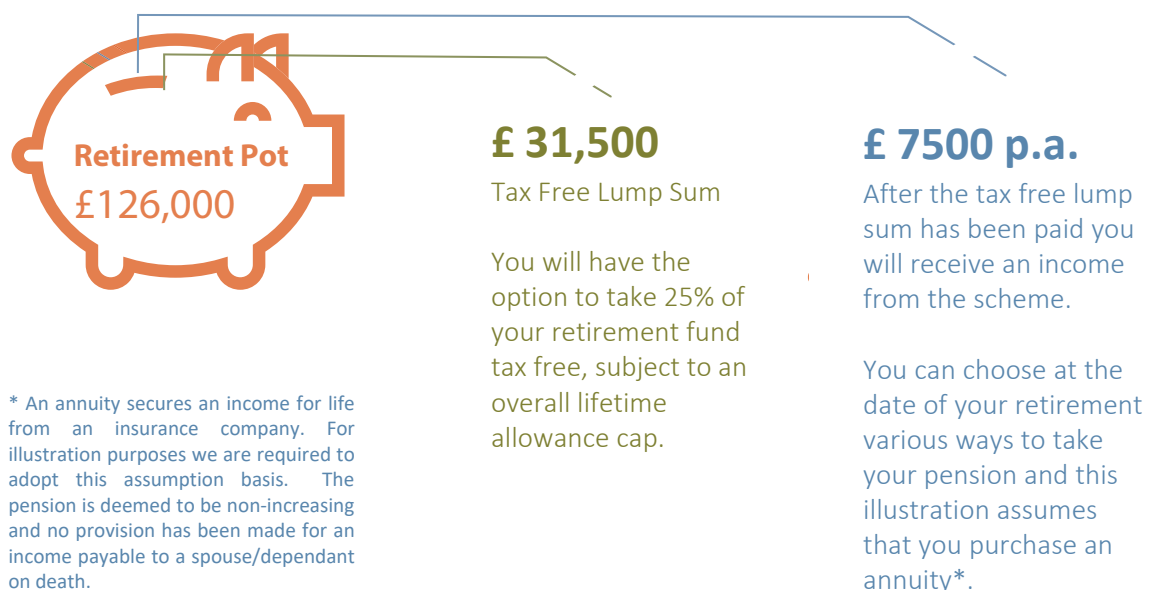 Retirement Pot
£126,000
* An annuity secures an income for life
from an insurance company. For
illustration purposes we are required to
adopt this assumption basis. The
pension is deemed to be non-increasing
and no provision has been made for an
income payable to a spouse/dependant
on death.
£ 31,500
Tax Free Lump Sum
You will have the
option to take 25% of
your retirement fund
tax free, subject to an
overall lifetime
allowance cap.
£ 7500 p.a.
After the tax free lump
sum has been paid you
will receive an income
from the scheme.
You can choose at the
date of your retirement
various ways to take
your pension and this
illustration assumes
that you purchase an
annuity*.